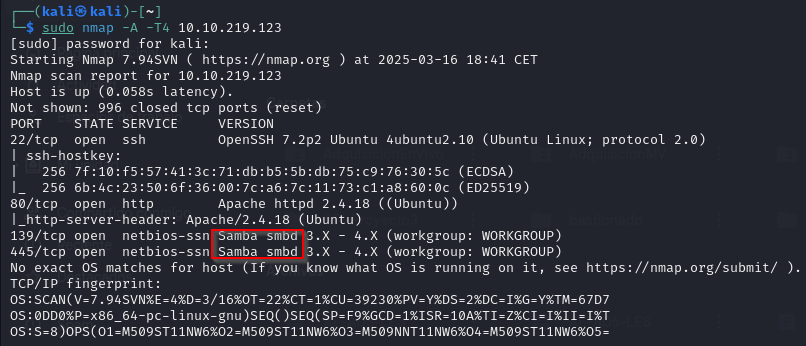 ┌──(kali㉿kali)-[~]
└─$ sudo nmap -A -T4 10.10.219.123
[sudo] password for kali:
Starting Nmap 7.94SVN ( https://nmap.org ) at 2025-03-16 18:41 CET
Nmap scan report for 10.10.219.123
Host is up (0.058s latency).
Not shown: 996 closed tcp ports (reset)
PORT    STATE SERVICE     VERSION
22/tcp  open  ssh         OpenSSH 7.2p2 Ubuntu 4ubuntu2.10 (Ubuntu Linux; protocol 2.0)
| ssh-hostkey:
|   256 7f:10:f5:57:41:3c:71:db:b5:5b:db:75:c9:76:30:5c (ECDSA)
|_  256 6b:4c:23:50:6f:36:00:7c:a6:7c:11:73:c1:a8:60:0c (ED25519)
80/tcp  open  http        Apache httpd 2.4.18 ((Ubuntu))
|_http-server-header: Apache/2.4.18 (Ubuntu)
139/tcp open  netbios-ssn Samba smbd 3.X - 4.X (workgroup: WORKGROUP)
445/tcp open  netbios-ssn Samba smbd 3.X - 4.X (workgroup: WORKGROUP)
No exact OS matches for host (If you know what OS is running on it, see https://nmap.org/submit/ ).
TCP/IP fingerprint:
OS:SCAN(V=7.94SVN%E=4%D=3/16%OT=22%CT=1%CU=39230%PV=Y%DS=2%DC=I%G=Y%TM=67D7
OS:0DD0%P=x86_64-pc-linux-gnu)SEQ()SEQ(SP=F9%GCD=1%ISR=10A%TI=Z%CI=I%II=I%T
OS:S=8)OPS(O1=M509ST11NW6%O2=M509ST11NW6%O3=M509NNT11NW6%O4=M509ST11NW6%O5=